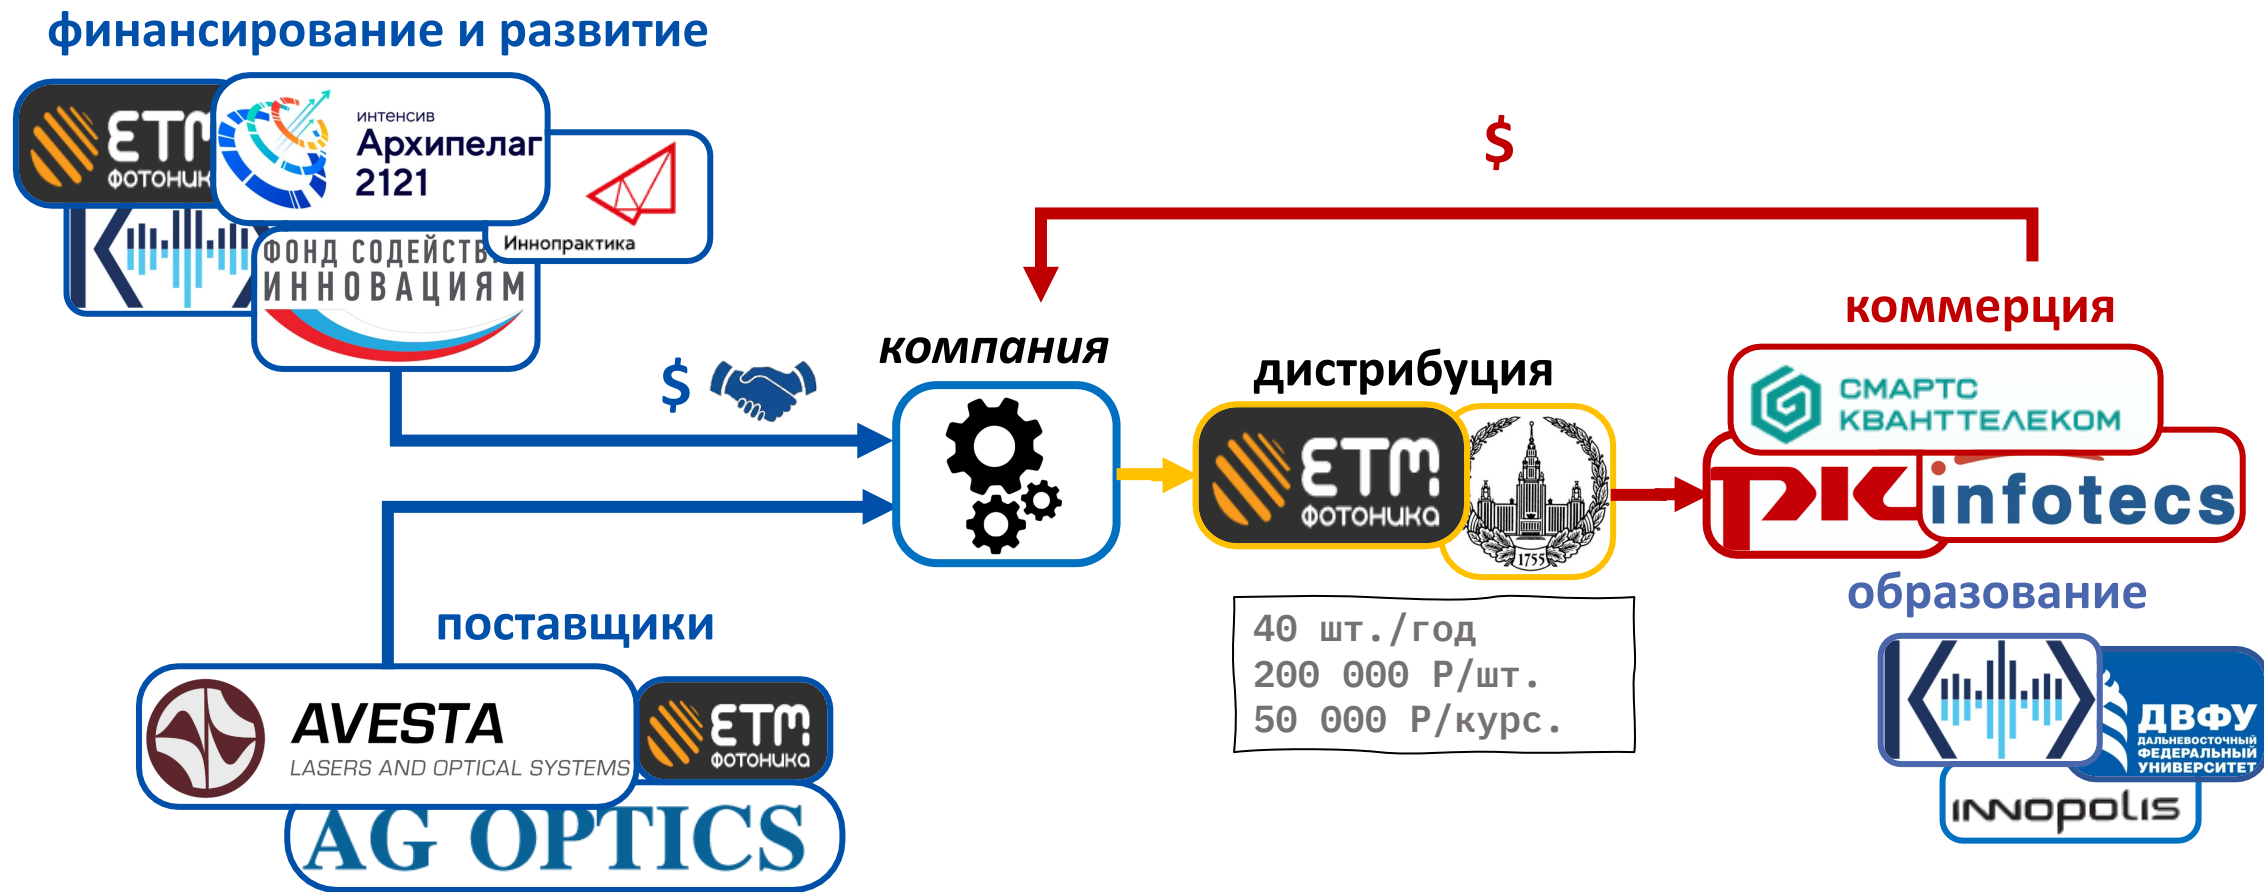 финансирование и развитие
ЕТМ
ФОТОНИК
интенсив
Архипелаг
2121
Иннопрактика
ФОНД СОДЕЙСТВ
ИННОВАЦИЯМ
$
$
компания
дистрибуция
ЕТМ
ФОТОНИКА
1755
коммерция
СМАРТС
КВАНТТЕЛЕКОМ
infotecs
40 шт./год
200 000 Р/шт.
50 000 Р/курс.
образование
ДВФУ
ДАЛЬНЕВОСТОЧНЫЙ
ФЕДЕРАЛЬНЫЙ
УНИВЕРСИТЕТ
INNOPOLIS
поставщики
AVESTA
LASERS AND OPTICAL SYSTEMS
ЕТМ
ФОТОНИКА
AG OPTICS